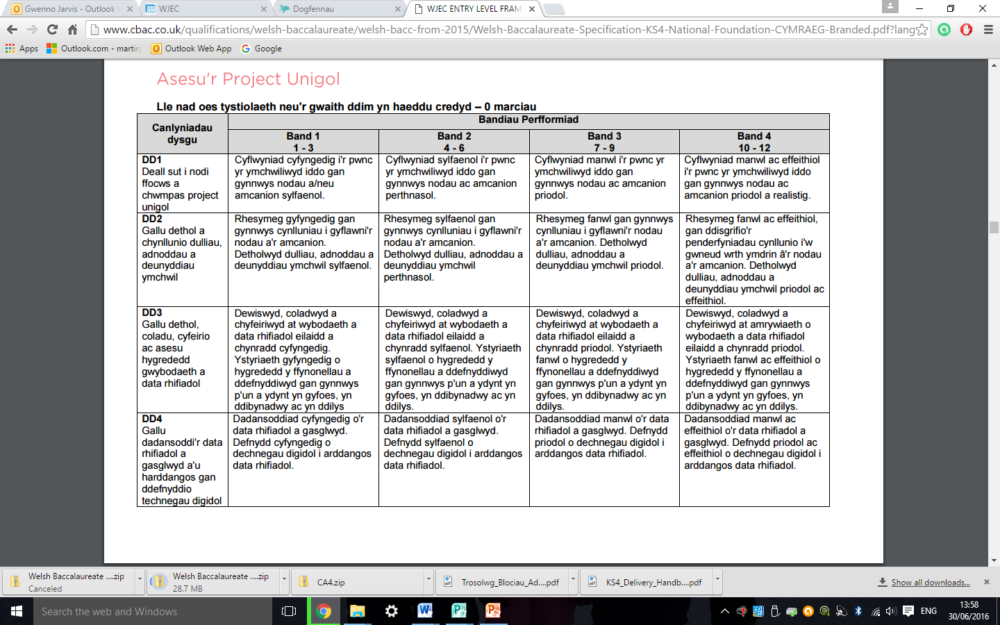 Gwenno Jarvis - Outlook
WJEC
Dogfennau
WJEC ENTRY LEVEL FRAM
www.cbac.co.uk/qualifications/welsh-baccalaureate/welsh-bacc-from-2015/Welsh-Baccalaureate-Specification-KS4-National-Foundation-CYMRAEG-Branded.pdf?lang
Apps
Outlook.com - martinj
Outlook Web App
Google
Asesu'r Project Unigol
Lle nad oes tystiolaeth neu'r gwaith ddim yn haeddu credyd – 0 marciau
Canlyniadau
dysgu
Bandiau Perfformiad
Band 1
1 - 3
Band 2
4 - 6
Band 3
7 - 9
Band 4
10 - 12
DD1
Deall sut i nodi
ffocws a
chwmpas project
unigol
Cyflwyniad cyfyngedig i'r pwnc
yr ymchwiliwyd iddo gan
gynnwys nodau a/neu
amcanion sylfaenol.
Cyflwyniad sylfaenol i'r pwnc
yr ymchwiliwyd iddo gan
gynnwys nodau ac amcanion
perthnasol.
Cyflwyniad manwl i'r pwnc yr
ymchwiliwyd iddo gan
gynnwys nodau ac amcanion
priodol.
Cyflwyniad manwl ac effeithiol
i'r pwnc yr ymchwiliwyd iddo
gan gynnwys nodau ac
amcanion priodol a realistig.
DD2
Gallu dethol a
chynllunio dulliau,
adnoddau a
deunyddiau
ymchwil
Rhesymeg gyfyngedig gan
gynnwys cynlluniau i gyflawni'r
nodau a'r amcanion.
Detholwyd dulliau, adnoddau a
deunyddiau ymchwil sylfaenol.
Rhesymeg sylfaenol gan
gynnwys cynlluniau i gyflawni'r
nodau a'r amcanion.
Detholwyd dulliau, adnoddau a
deunyddiau ymchwil
perthnasol.
Rhesymeg fanwl gan gynnwys
cynlluniau i gyflawni'r nodau
a'r amcanion. Detholwyd
dulliau, adnoddau a
deunyddiau ymchwil priodol.
Rhesymeg fanwl ac effeithiol,
gan ddisgrifio'r
penderfyniadau cynllunio i'w
gwneud wrth ymdrin â'r nodau
a'r amcanion. Detholwyd
dulliau, adnoddau a
deunyddiau ymchwil priodol ac
effeithiol.
DD3
Gallu dethol,
coladu, cyfeirio
ac asesu
hygrededd
gwybodaeth a
data rhifiadol
Dewiswyd, coladwyd a
chyfeiriwyd at wybodaeth a
data rhifiadol eilaidd a
chynradd cyfyngedig.
Ystyriaeth gyfyngedig o
hygrededd y ffynonellau a
ddefnyddiwyd gan gynnwys
p'un a ydynt yn gyfoes, yn
ddibynadwy ac yn ddilys
Dewiswyd, coladwyd a
chyfeiriwyd at wybodaeth a
data rhifiadol eilaidd a
chynradd sylfaenol. Ystyriaeth
sylfaenol o hygrededd y
ffynonellau a ddefnyddiwyd
gan gynnwys p'un a ydynt yn
gyfoes, yn ddibynadwy ac yn
ddilys.
Dewiswyd, coladwyd a
chyfeiriwyd at wybodaeth a
data rhifiadol eilaidd a
chynradd priodol. Ystyriaeth
fanwl o hygrededd y
ffynonellau a ddefnyddiwyd
gan gynnwys p'un a ydynt yn
gyfoes, yn ddibynadwy ac yn
ddilys.
Dewiswyd, coladwyd a
chyfeiriwyd at amrywiaeth o
wybodaeth a data rhifiadol
eilaidd a chynradd priodol.
Ystyriaeth fanwl ac effeithiol o
hygrededd y ffynonellau a
ddefnyddiwyd gan gynnwys
p'un a ydynt yn gyfoes, yn
ddibynadwy ac yn ddilys.
DD4
Gallu
dadansoddi'r data
rhifiadol a
gasglwyd a'u
harddangos gan
ddefnyddio
technegau digidol
Dadansoddiad cyfyngedig o'r
data rhifiadol a gasglwyd.
Defnydd cyfyngedig o
dechnegau digidol i arddangos
data rhifiadol.
Dadansoddiad sylfaenol o'r
data rhifiadol a gasglwyd.
Defnydd sylfaenol o
dechnegau digidol i arddangos
data rhifiadol.
Dadansoddiad manwl o'r data
rhifiadol a gasglwyd. Defnydd
priodol o dechnegau digidol i
arddangos data rhifiadol.
Dadansoddiad manwl ac
effeithiol o'r data rhifiadol a
gasglwyd. Defnydd priodol ac
effeithiol o dechnegau digidol i
arddangos data rhifiadol.
Welsh Baccalaureate ....zip
Canceled
Welsh Baccalaureate ....zip
28.7 MB
CA4.zip
Trosolwg_Blociau_Ad....pdf
KS4_Delivery_Handb....pdf
Show all downloads...
Search the web and Windows
ENG
13:58
30/06/2016